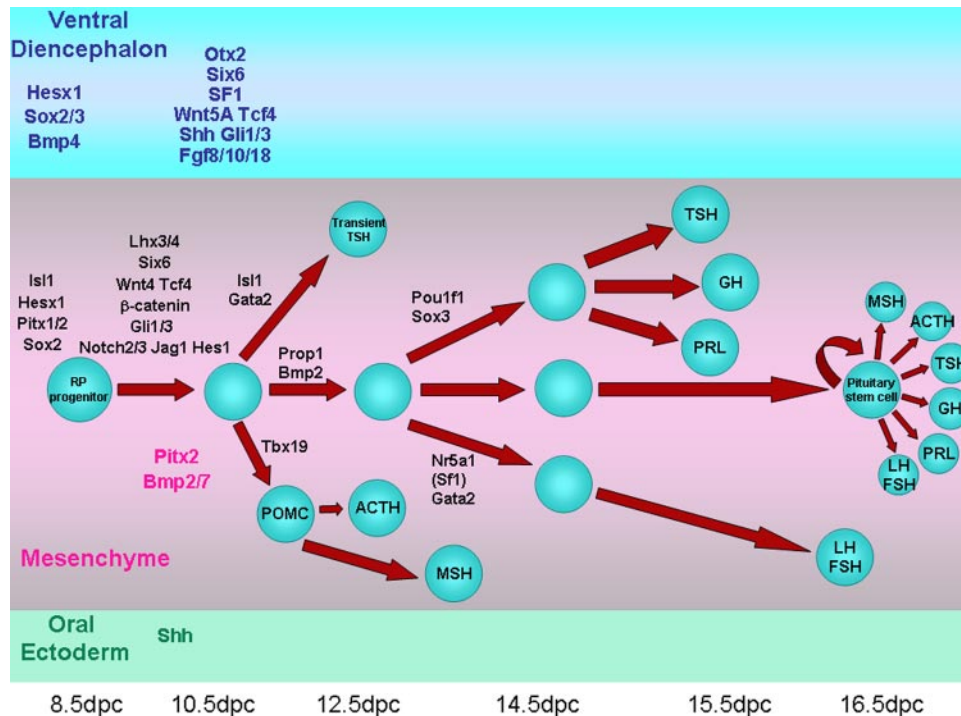 Ventral
Diencephalon
Hesx1
Sox2/3
Bmp4
Otx2
Six6
SF1
Wnt5A Tcf4
Shh Gli1/3
Fgf8/10/18
Isl1
Hesx1
Pitx1/2
Sox2
Lhx3/4
Six6
Wnt4 Tcf4
β-catenin
Gli1/3
Notch2/3 Jag1 Hes1
Isl1
Gata2
Transient
TSH
RP
progenitor
Prop1
Bmp2
Pou1f1
Sox3
TSH
GH
PRL
Pituitary
stem cell
MSH
ACTH
TSH
GH
PRL
LH
FSH
Pitx2
Bmp2/7
Tbx19
POMC
ACTH
MSH
Nr5a1
(Sf1)
Gata2
LH
FSH
Mesenchyme
Oral
Ectoderm
Shh
8.5dpc 10.5dpc 12.5dpc 14.5dpc 15.5dpc 16.5dpc